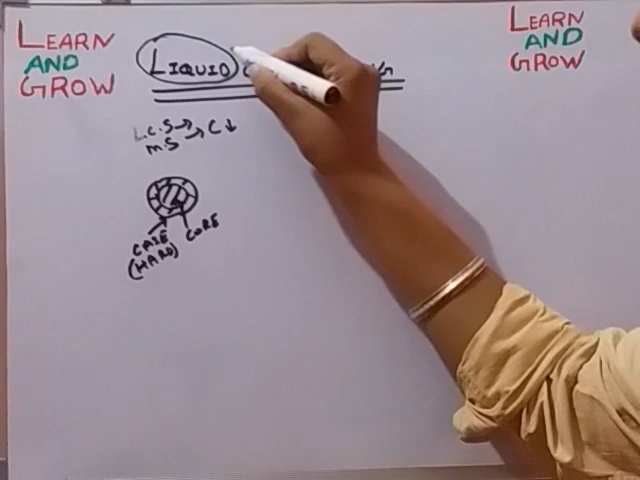 LEARN
AND
GROW
LEARN
AND
GROW
LIQUID
L.C.S → C ↓
M.S →
CASE
(HARD)
CORE